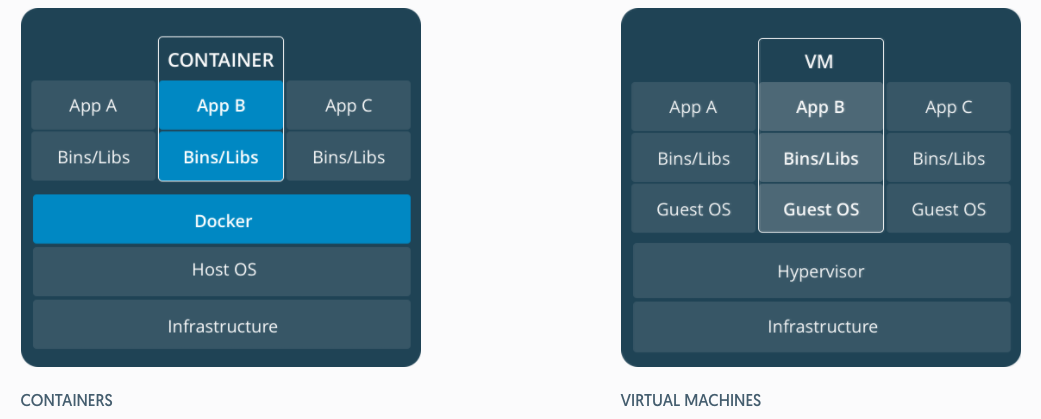 CONTAINER
App A
App B
App C
Bins/Libs
Bins/Libs
Bins/Libs
Docker
Host OS
Infrastructure
CONTAINERS
VM
App A
App B
App C
Bins/Libs
Bins/Libs
Bins/Libs
Guest OS
Guest OS
Guest OS
Hypervisor
Infrastructure
VIRTUAL MACHINES